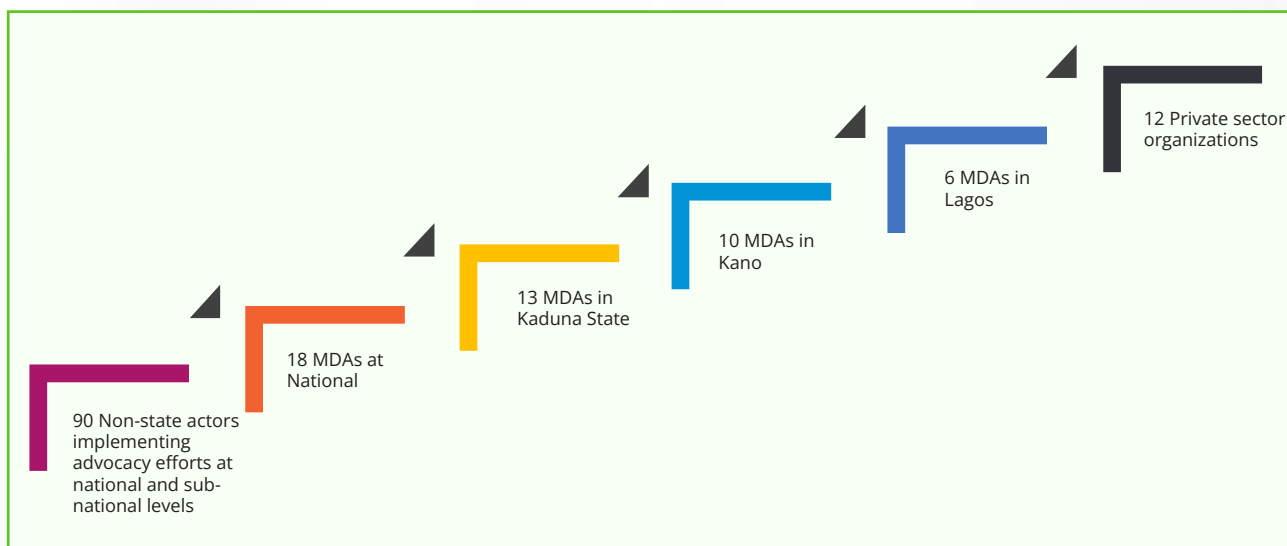 90 Non-state actors
implementing
advocacy efforts at
national and sub-
national levels
18 MDAs at
National
13 MDAs in
Kaduna State
10 MDAs in
Kano
6 MDAs in
Lagos
12 Private sector
organizations